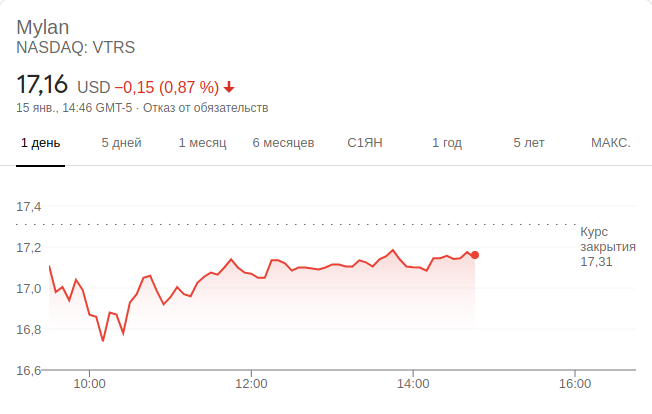 Mylan
NASDAQ: VTRS
17,16 USD −0,15 (0,87 %)
15 янв., 14:46 GMT-5 · Отказ от обязательств
1 день 5 дней 1 месяц 6 месяцев С1ЯН 1 год 5 лет МАКС.
17,4
Курс
закрытия
17,31
17,2
17,0
16,8
16,6
10:00 12:00 14:00 16:00